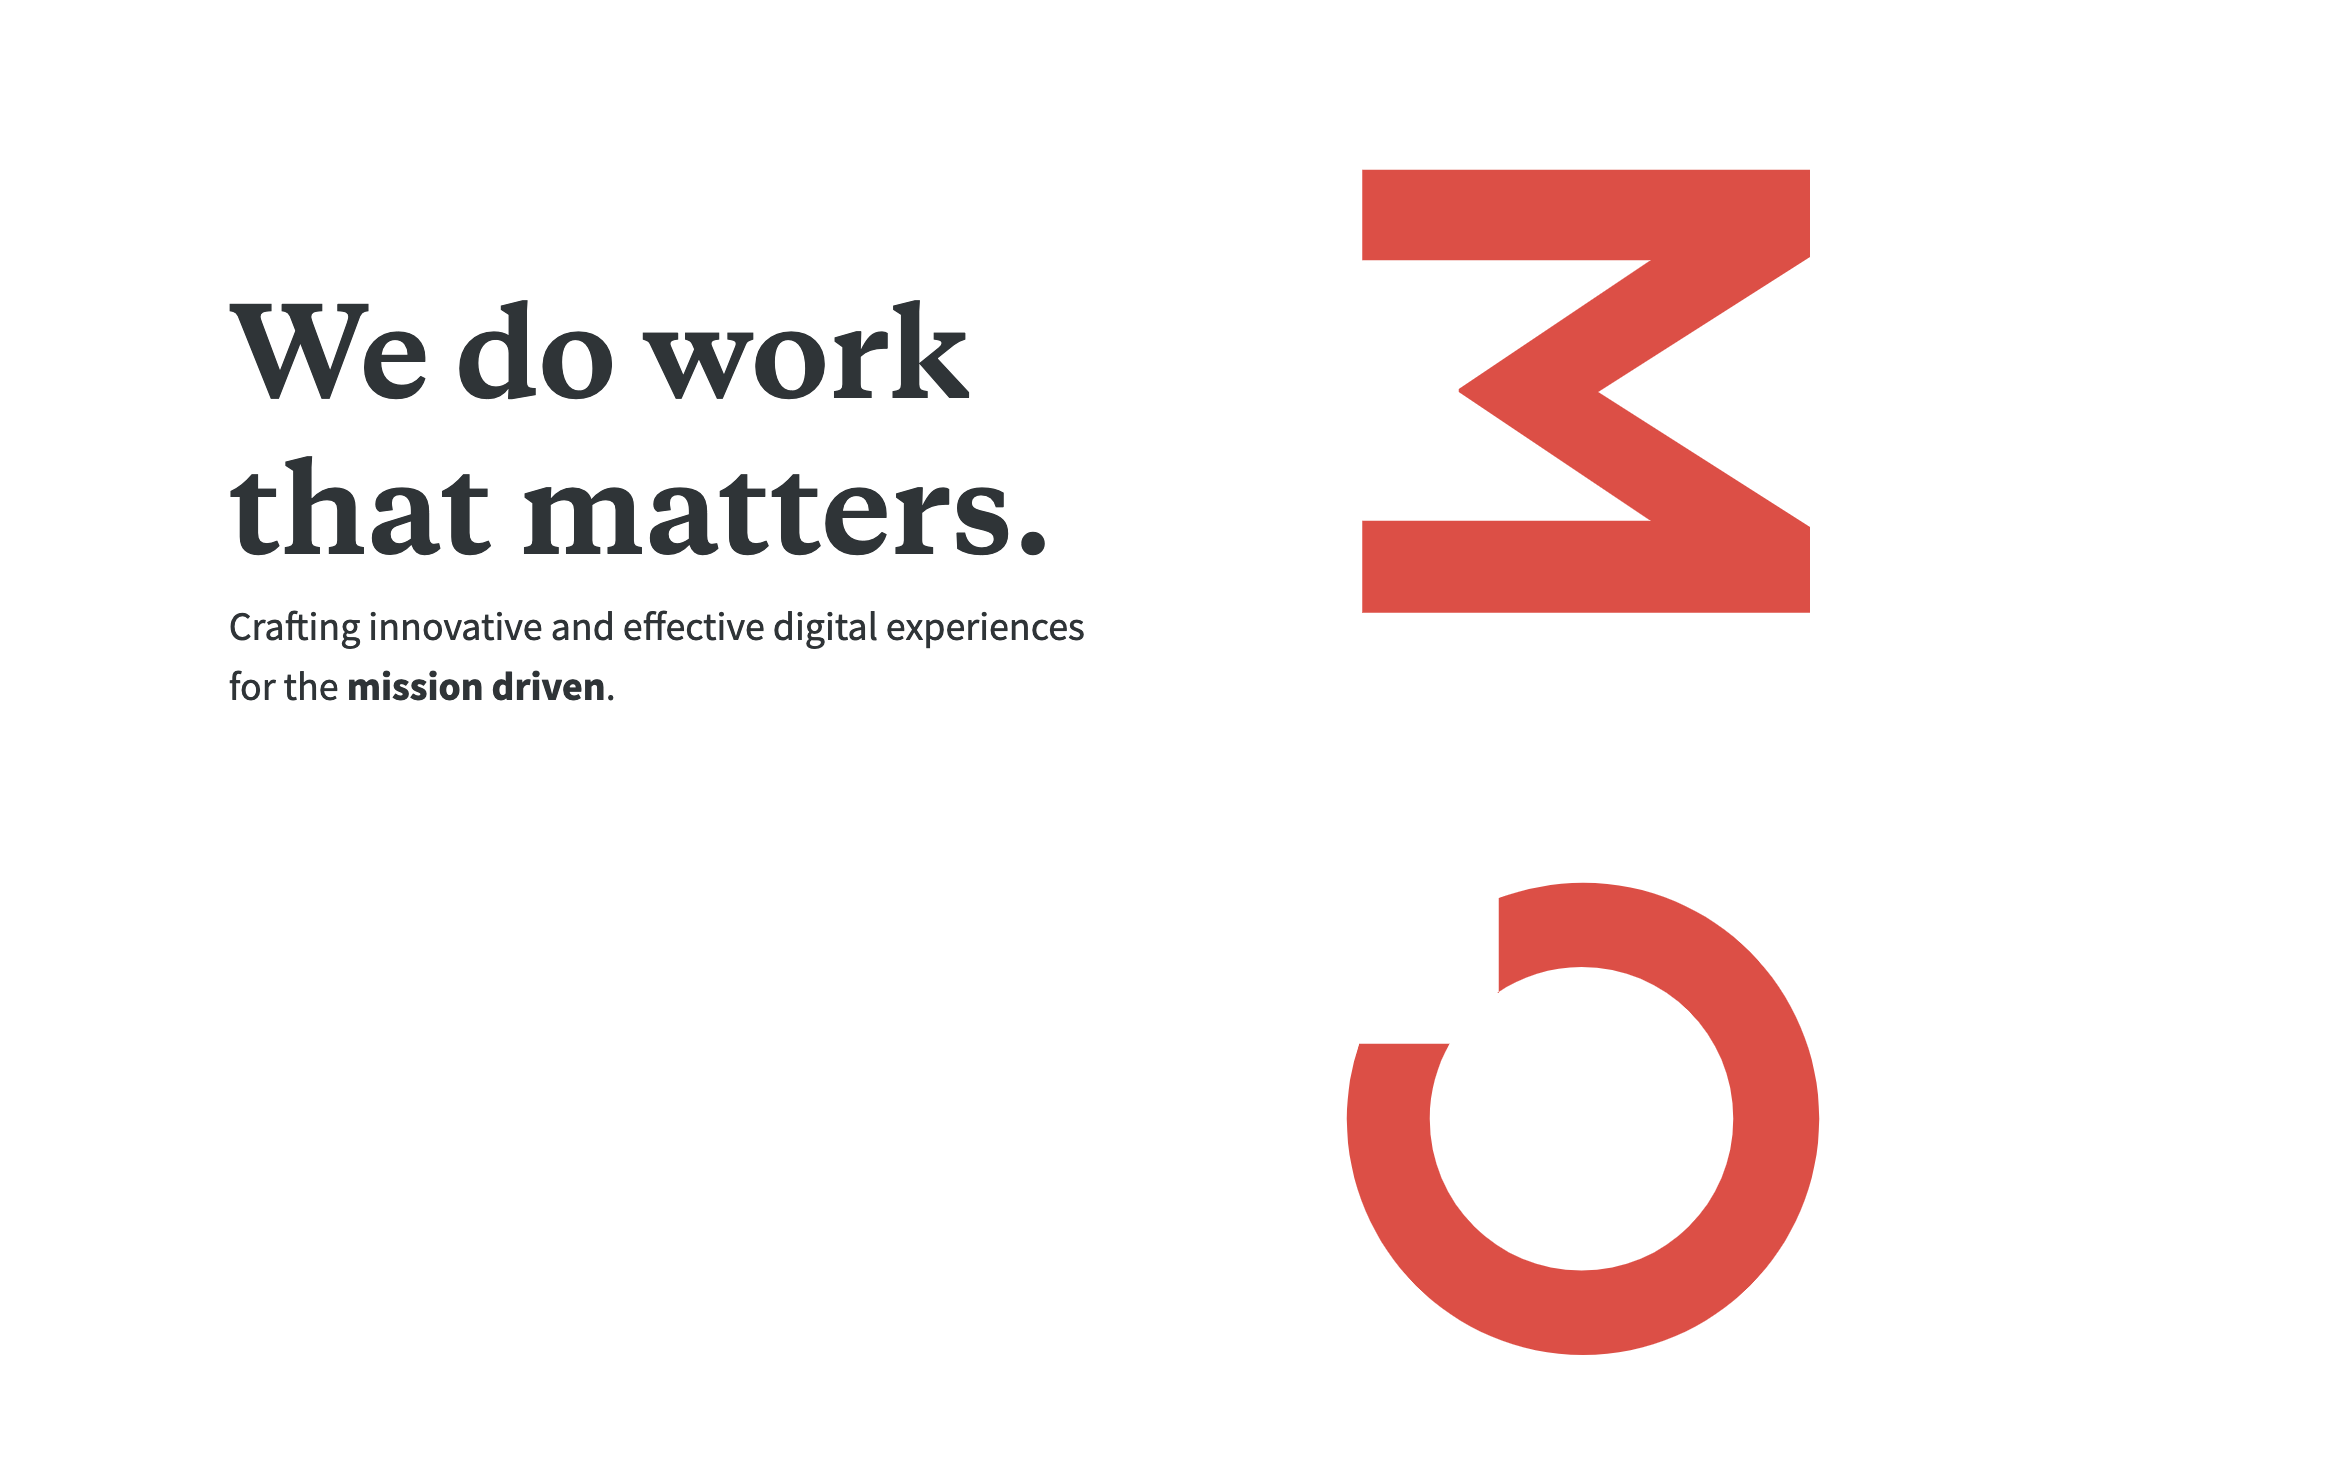 We do work
that matters.
Crafting innovative and effective digital experiences
for the mission driven.